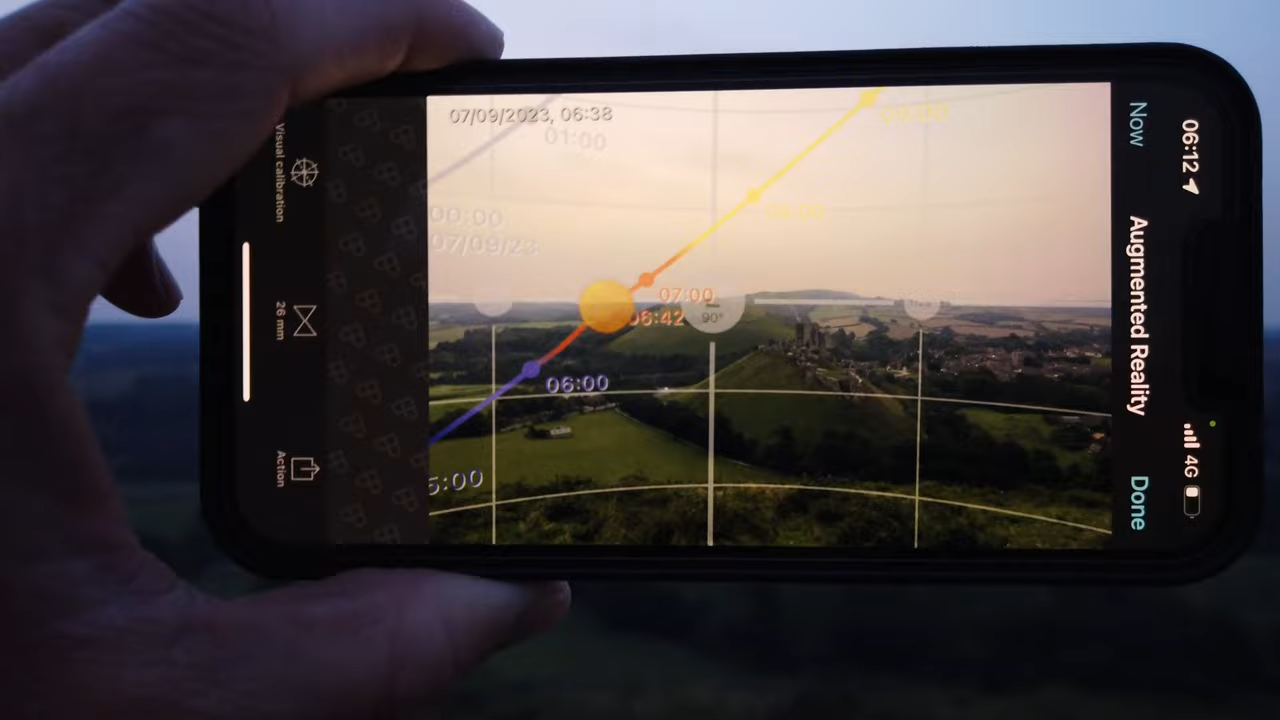 07/09/2023, 06:38
01:00
00:00
07/09/23
07:00
06:42
90°
06:00
5:00
Visual calibration
26 mm
Action
06:12
Now
Augmented Reality
Done
4G